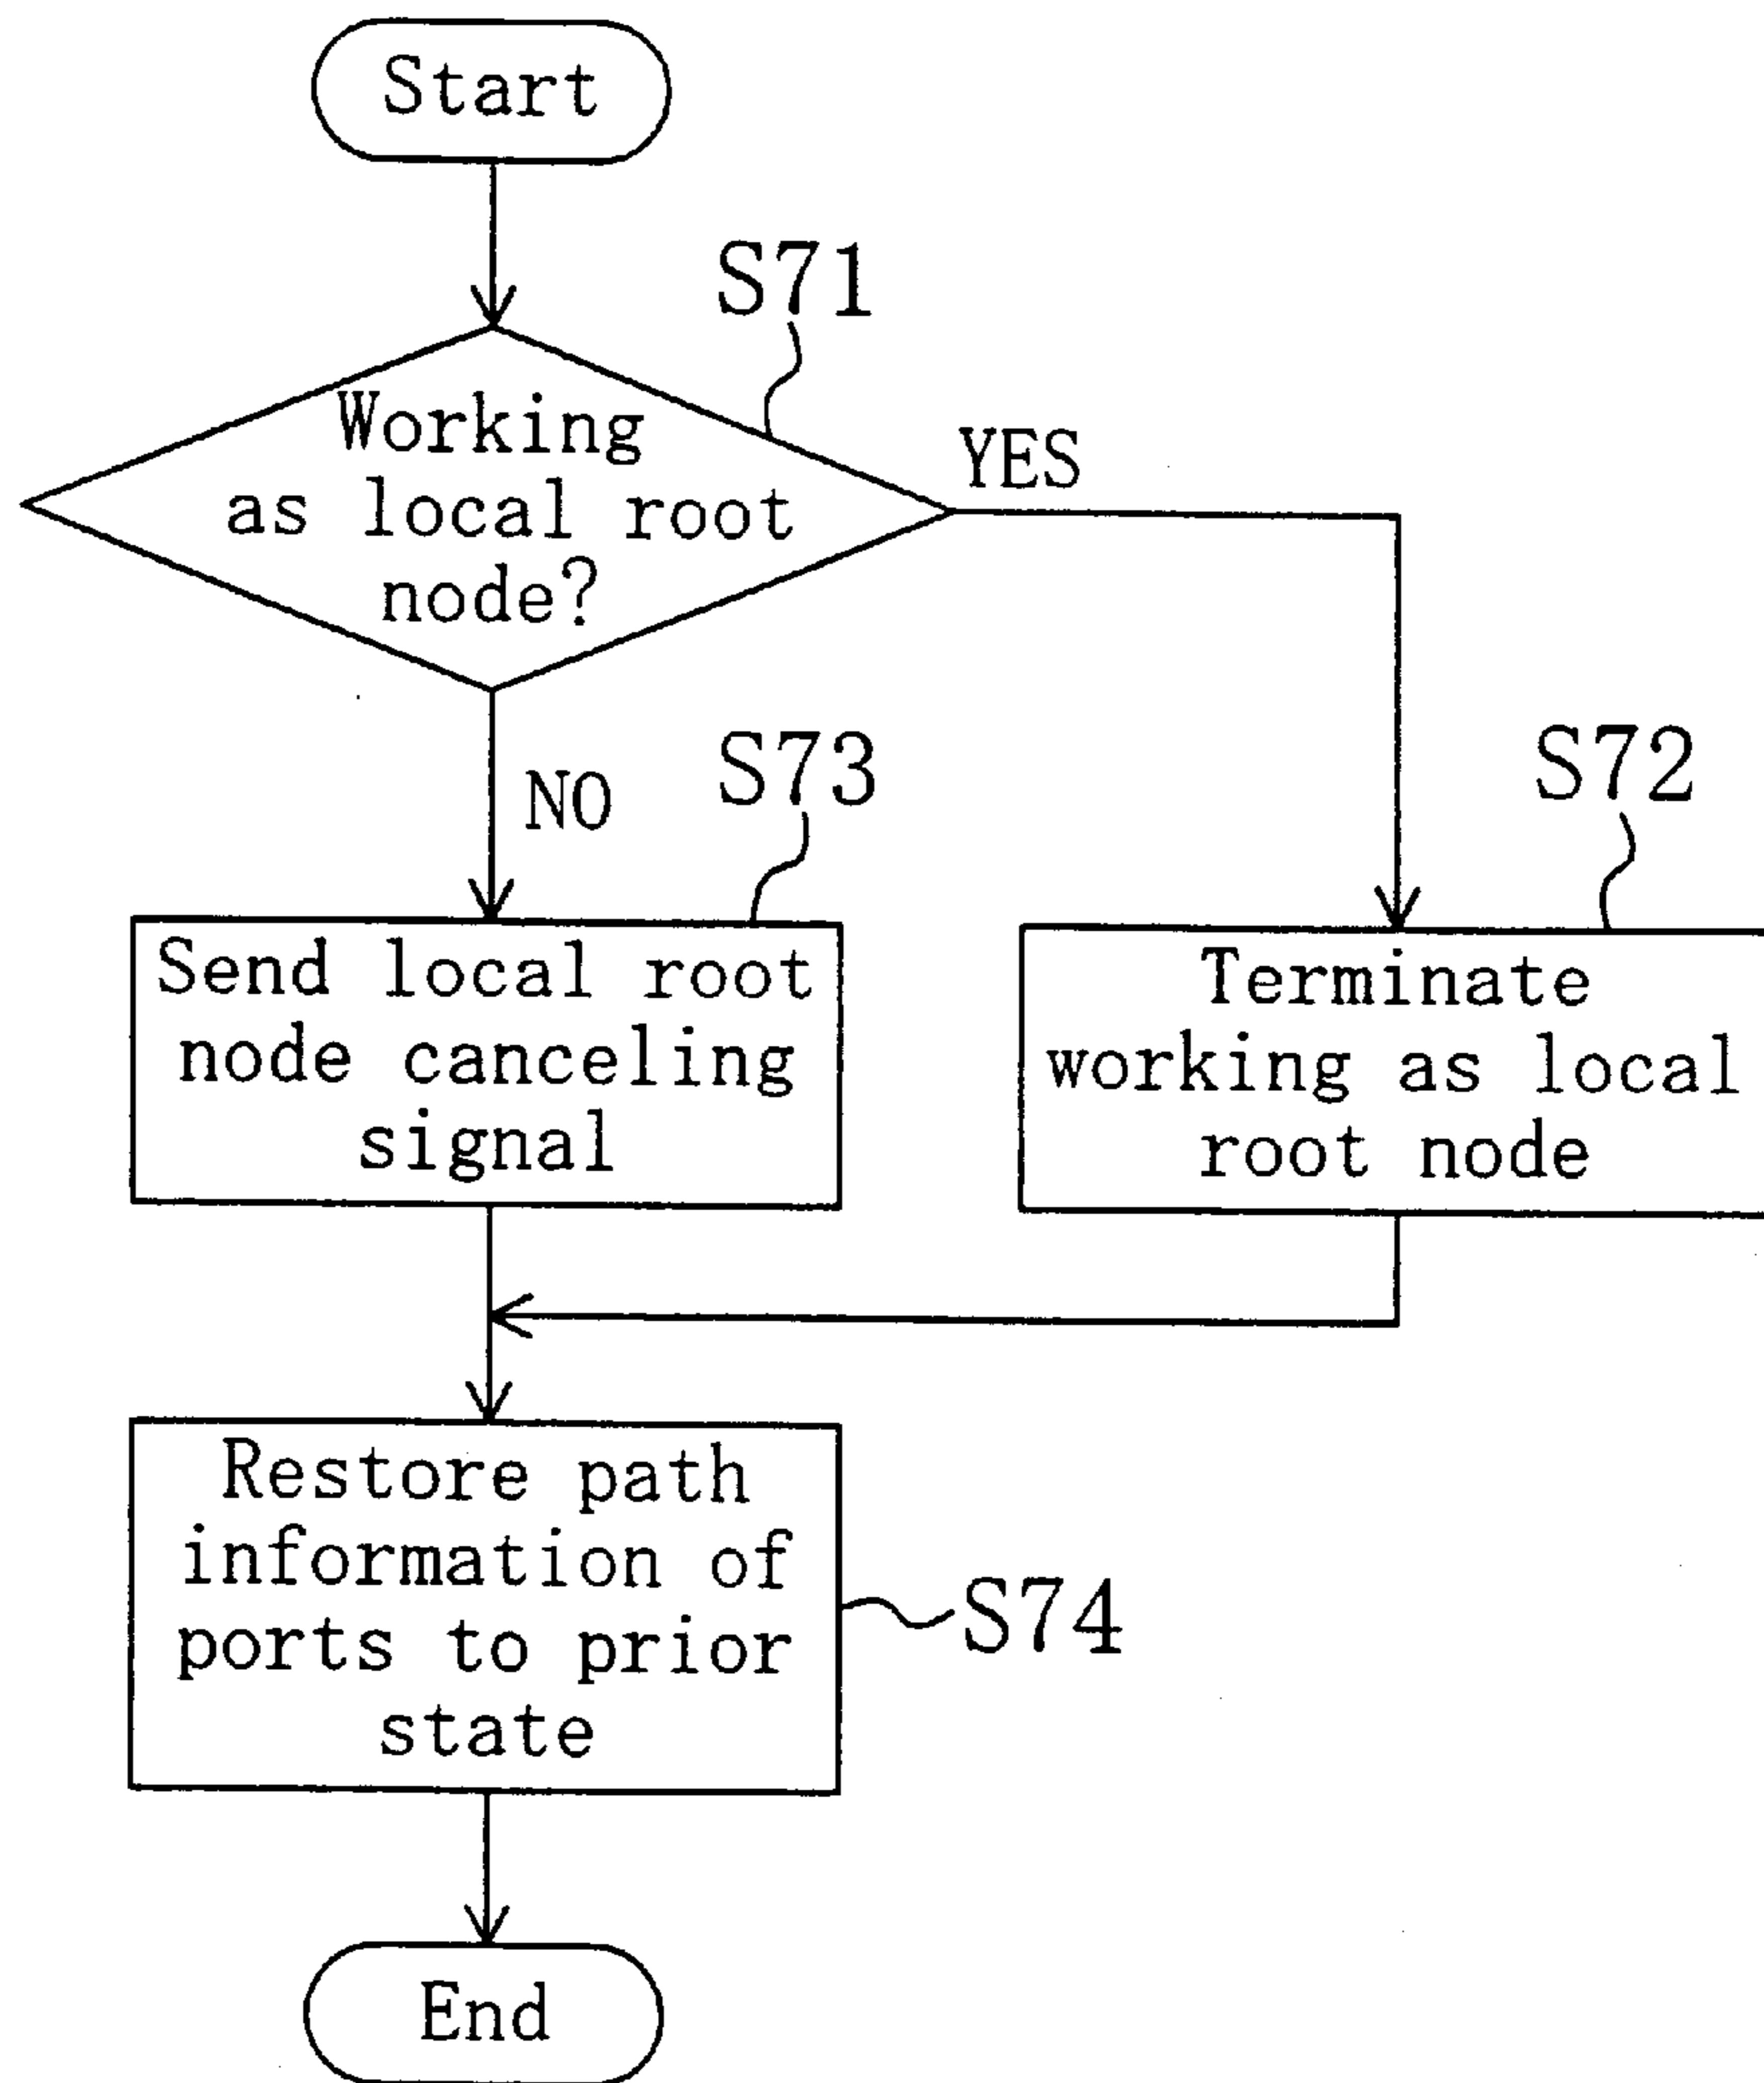 Start
S71
Working
as local root
node?
YES
NO
S73
S72
Send local root
node canceling
signal
Terminate
working as local
root node
Restore path
information of
ports to prior
state
S74
End